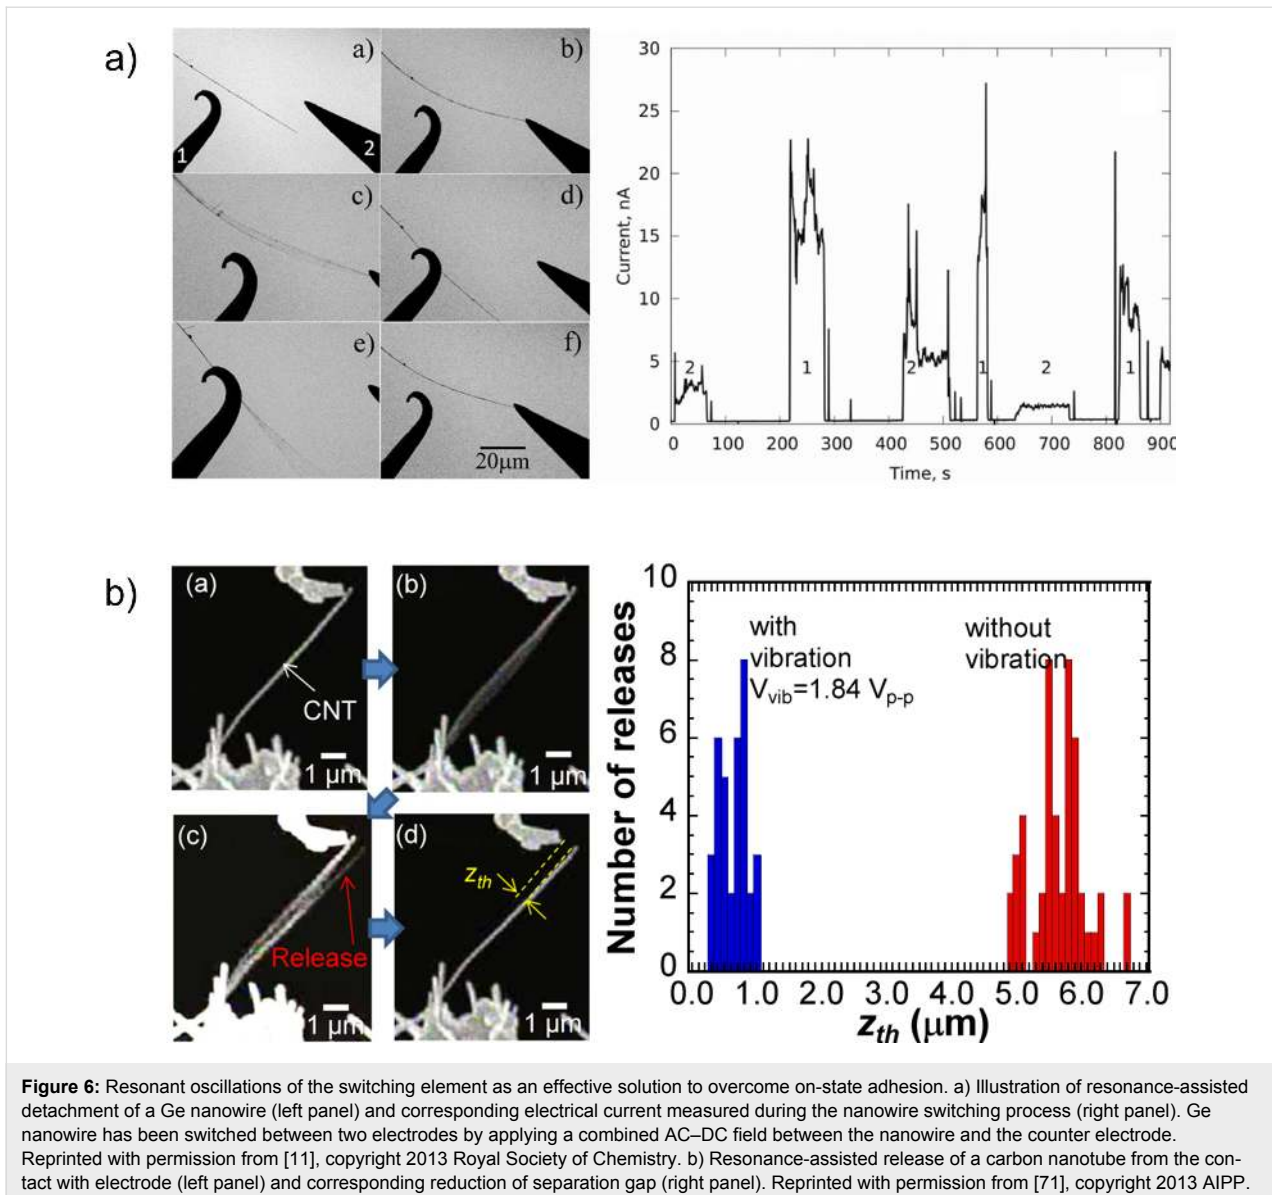 a)
a)
b)
1
2
c)
d)
e)
f)
20μm
30
25
20
15
10
5
0
Current, nA
2
1
2
1
2
1
0 100 200 300 400 500 600 700 800 900
Time, s
b)
(a)
CNT
1 μm
(b)
1 μm
(c)
Release
1 μm
(d)
z_th
1 μm
10
8
6
4
2
0
Number of releases
with
vibration
V_vib=1.84 V_p-p
without
vibration
0.0 1.0 2.0 3.0 4.0 5.0 6.0 7.0
z_th (μm)
Figure 6: Resonant oscillations of the switching element as an effective solution to overcome on-state adhesion. a) Illustration of resonance-assisted
detachment of a Ge nanowire (left panel) and corresponding electrical current measured during the nanowire switching process (right panel). Ge
nanowire has been switched between two electrodes by applying a combined AC–DC field between the nanowire and the counter electrode.
Reprinted with permission from [11], copyright 2013 Royal Society of Chemistry. b) Resonance-assisted release of a carbon nanotube from the con-
tact with electrode (left panel) and corresponding reduction of separation gap (right panel). Reprinted with permission from [71], copyright 2013 AIPP.